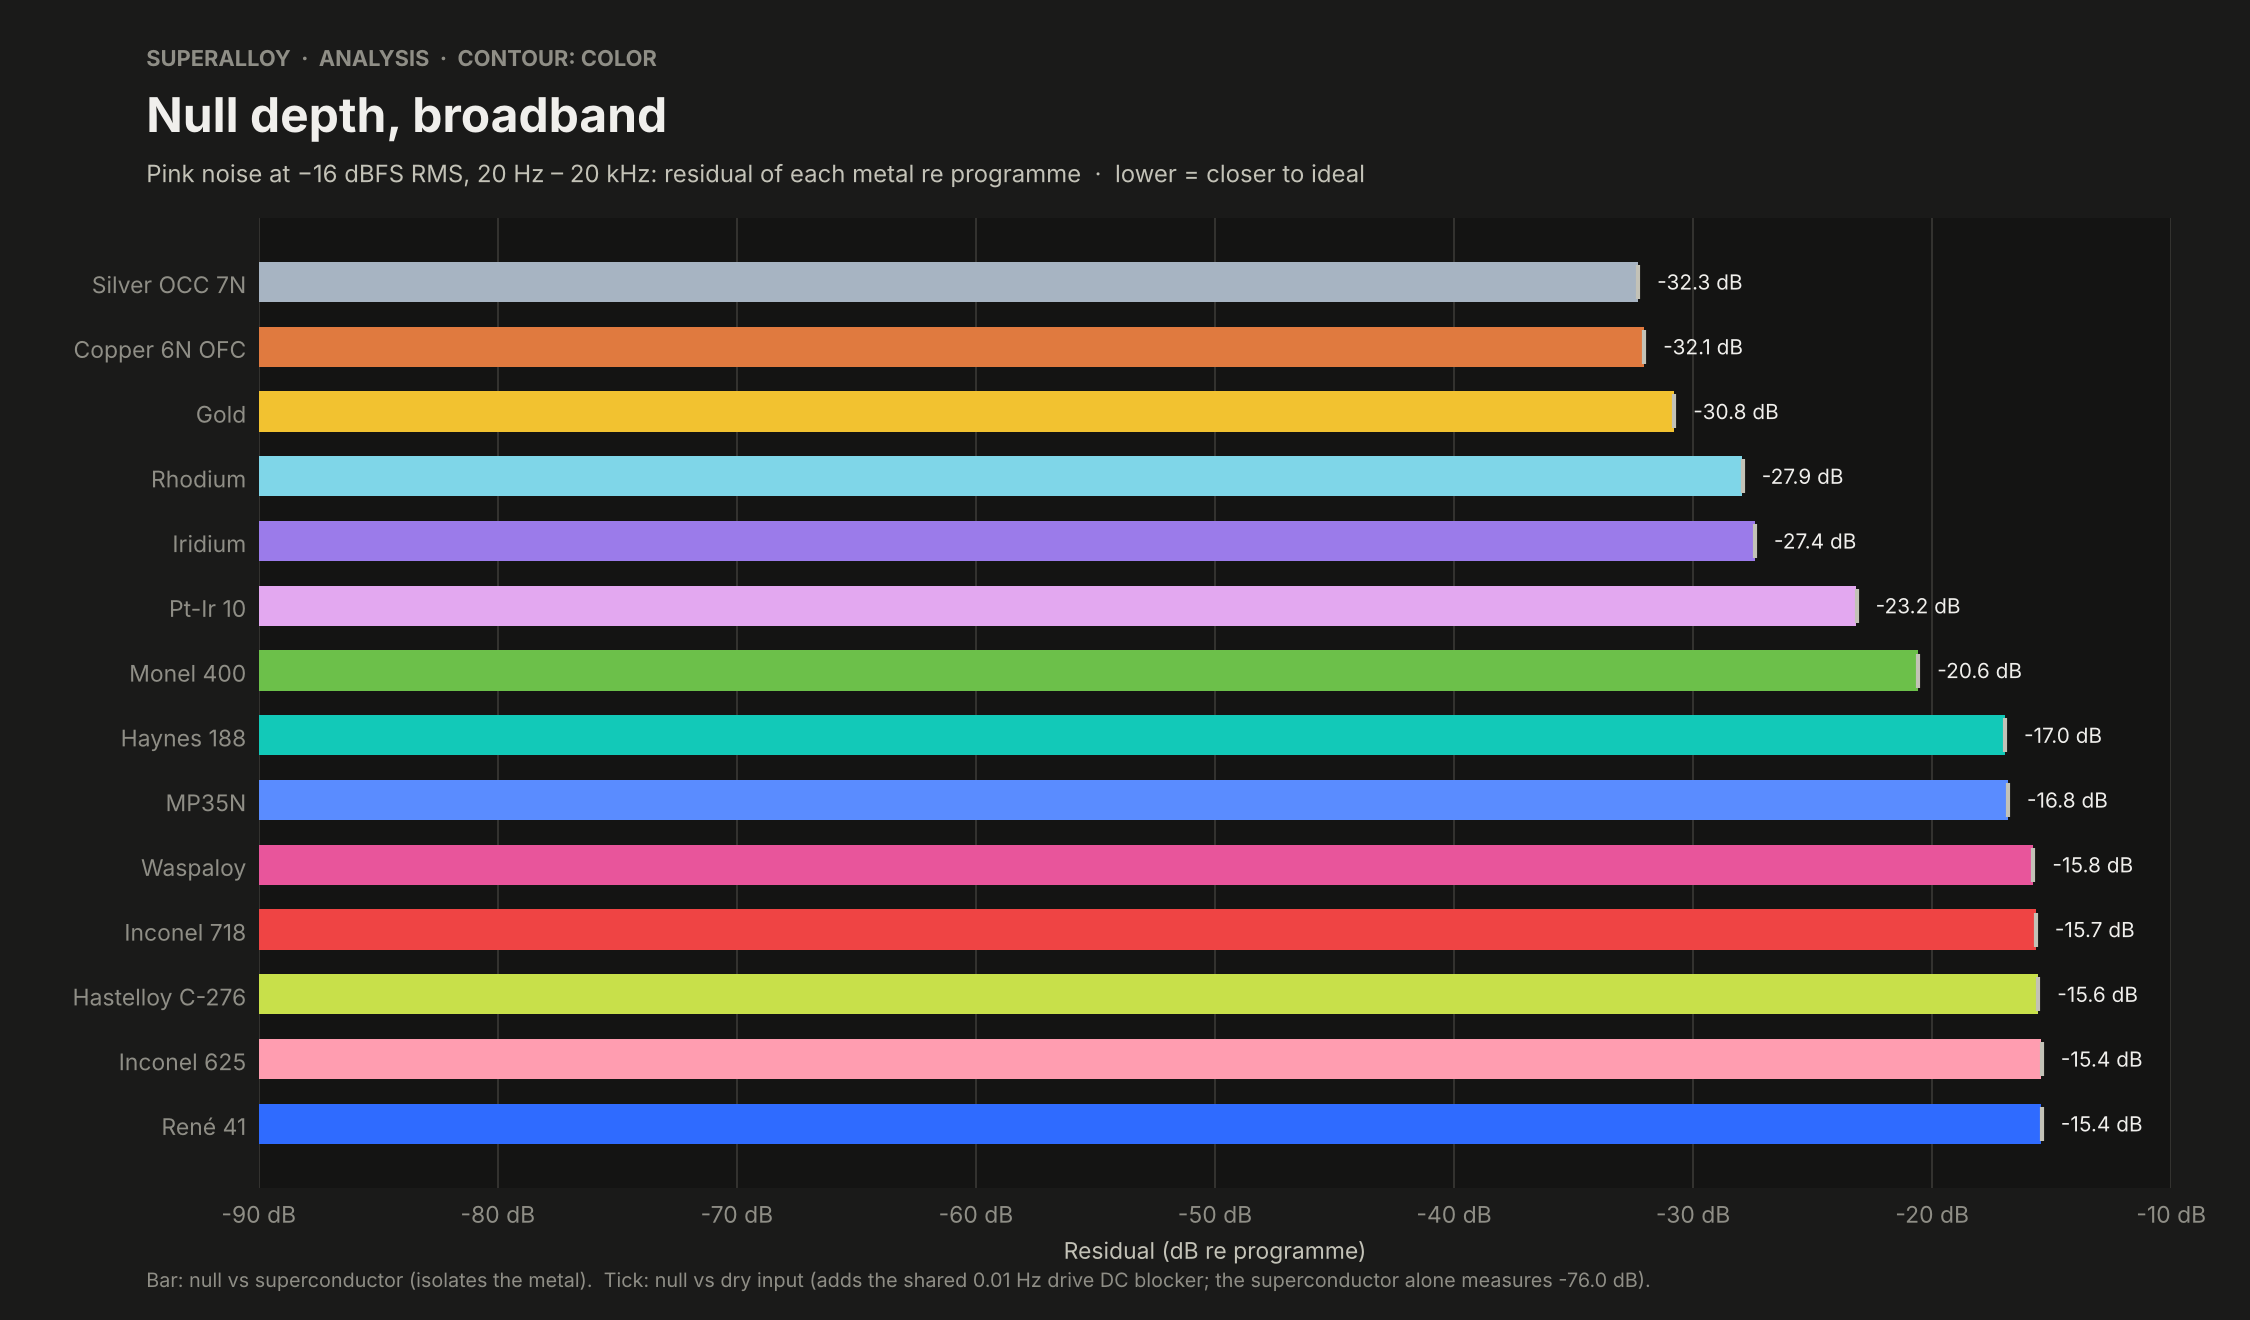 SUPERALLOY · ANALYSIS · CONTOUR: COLOR
Null depth, broadband
Pink noise at −16 dBFS RMS, 20 Hz – 20 kHz: residual of each metal re programme · lower = closer to ideal
Silver OCC 7N -32.3 dB
Copper 6N OFC -32.1 dB
Gold -30.8 dB
Rhodium -27.9 dB
Iridium -27.4 dB
Pt-Ir 10 -23.2 dB
Monel 400 -20.6 dB
Haynes 188 -17.0 dB
MP35N -16.8 dB
Waspaloy -15.8 dB
Inconel 718 -15.7 dB
Hastelloy C-276 -15.6 dB
Inconel 625 -15.4 dB
René 41 -15.4 dB
-90 dB -80 dB -70 dB -60 dB -50 dB -40 dB -30 dB -20 dB -10 dB
Residual (dB re programme)
Bar: null vs superconductor (isolates the metal). Tick: null vs dry input (adds the shared 0.01 Hz drive DC blocker; the superconductor alone measures -76.0 dB).